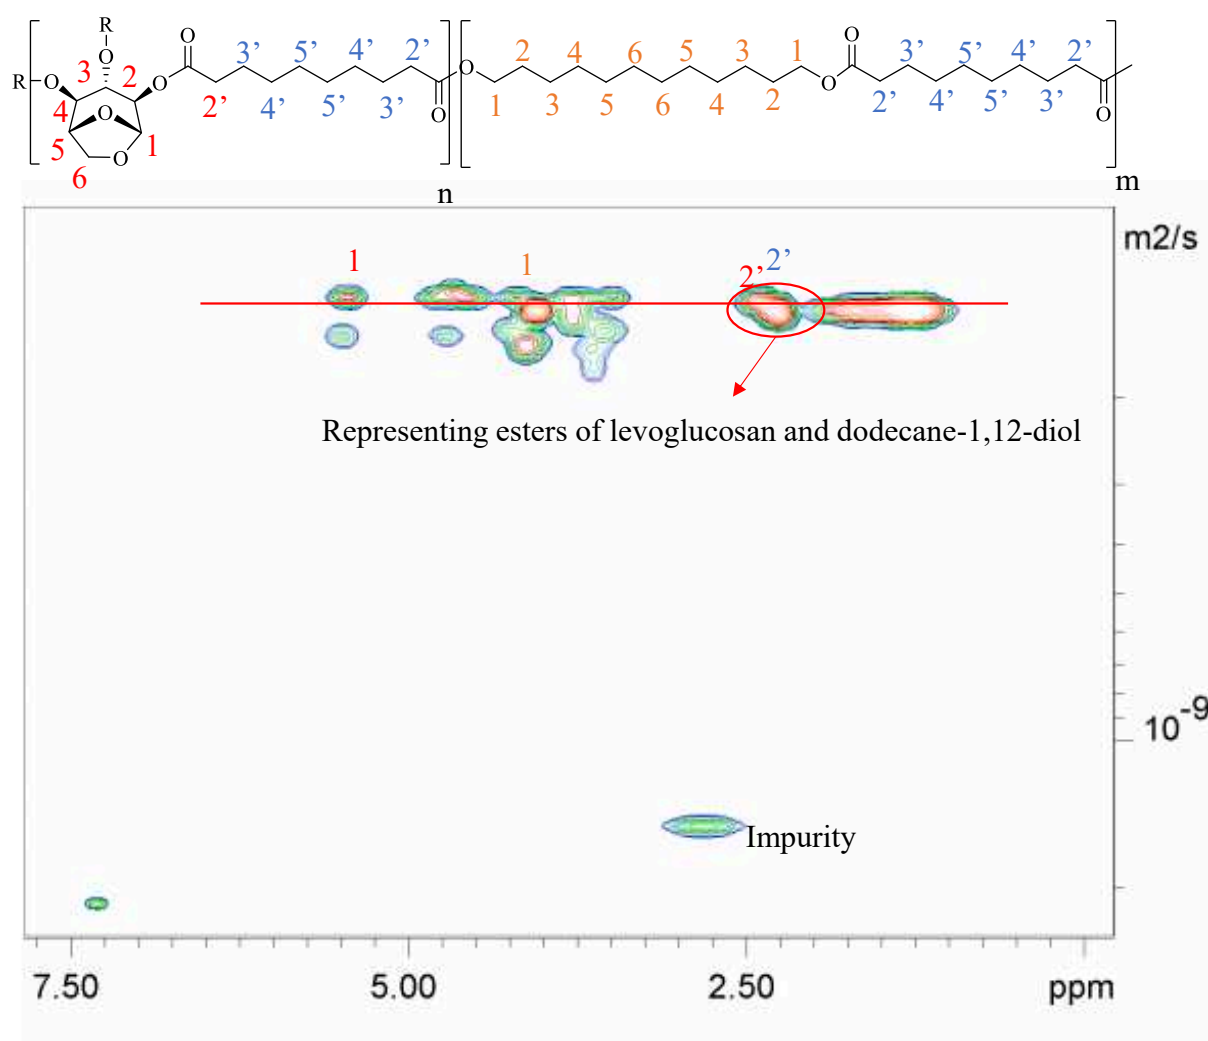 R
O
R
O
3
2
4
O
5
O
1
6
O
O
3’ 5’ 4’ 2’
2’ 4’ 5’ 3’
O
O
2 4 6 5 3 1
1 3 5 6 4 2
O
O
3’ 5’ 4’ 2’
2’ 4’ 5’ 3’
O
n
m
m2/s
1
1
2’
2’
Representing esters of levoglucosan and dodecane-1,12-diol
10-9
Impurity
7.50 5.00 2.50 ppm